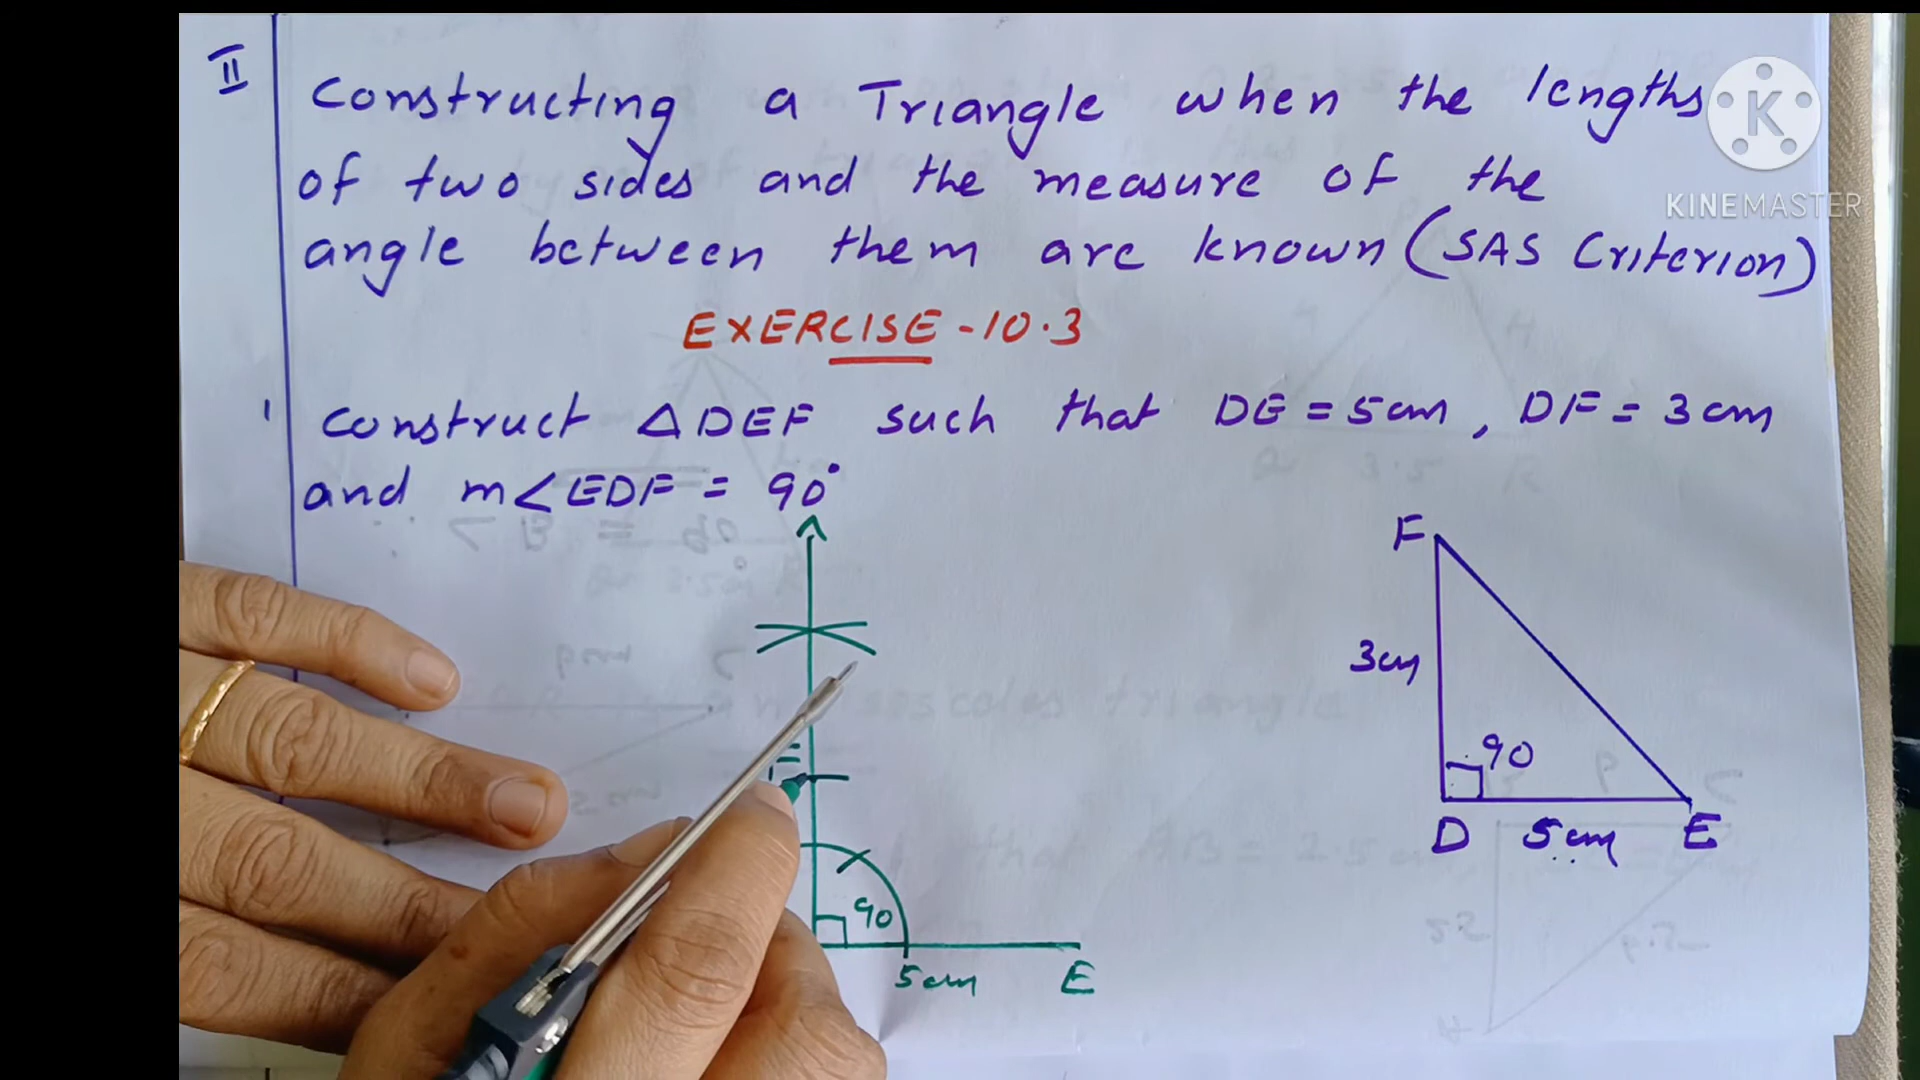 II
Constructing a Triangle when the lengths
of two sides and the measure of the
angle between them are known (SAS Criterion)
EXERCISE - 10.3
1 Construct △DEF such that DE = 5cm, DF = 3cm
and m∠EDF = 90°
F
3cm
90
D 5cm E
90
5cm E
K
KINEMASTER